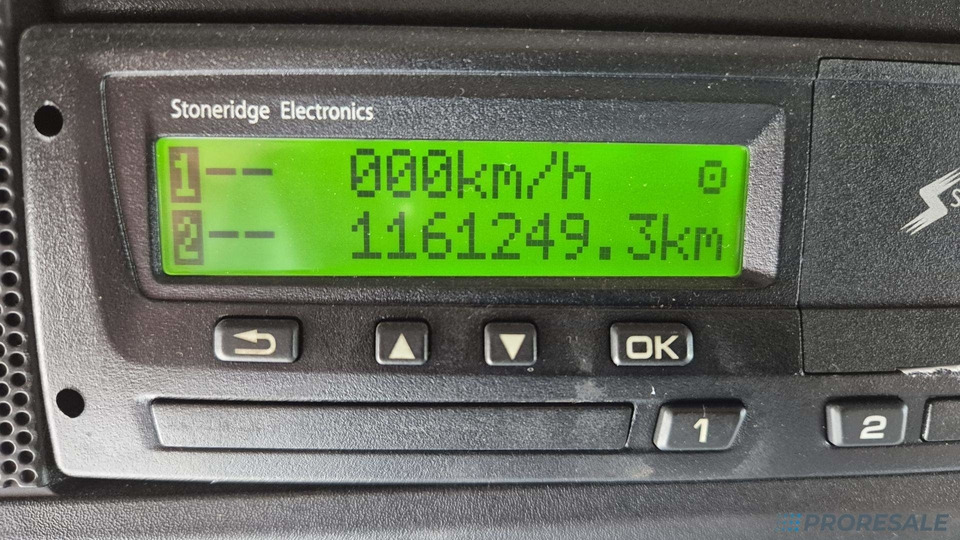 Stoneridge Electronics
1-- 000km/h
2-- 1161249.3km
OK
1
2
PRORESALE